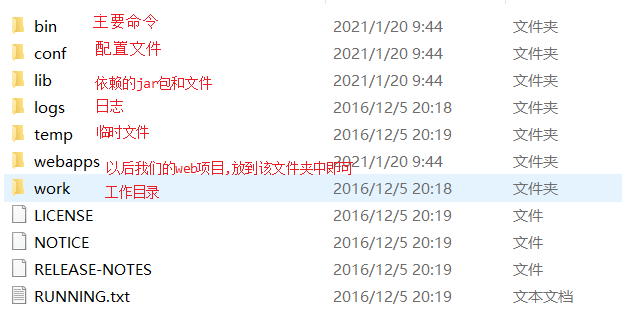 bin 主要命令 2021/1/20 9:44 文件夹
conf 配置文件 2021/1/20 9:44 文件夹
lib 依赖的jar包和文件 2021/1/20 9:44 文件夹
logs 日志 2016/12/5 20:18 文件夹
temp 临时文件 2016/12/5 20:19 文件夹
webapps 以后我们的web项目,放到该文件夹中即可 2021/1/20 9:44 文件夹
work 工作目录 2016/12/5 20:18 文件夹
LICENSE 2016/12/5 20:19 文件
NOTICE 2016/12/5 20:19 文件
RELEASE-NOTES 2016/12/5 20:19 文件
RUNNING.txt 2016/12/5 20:19 文本文档